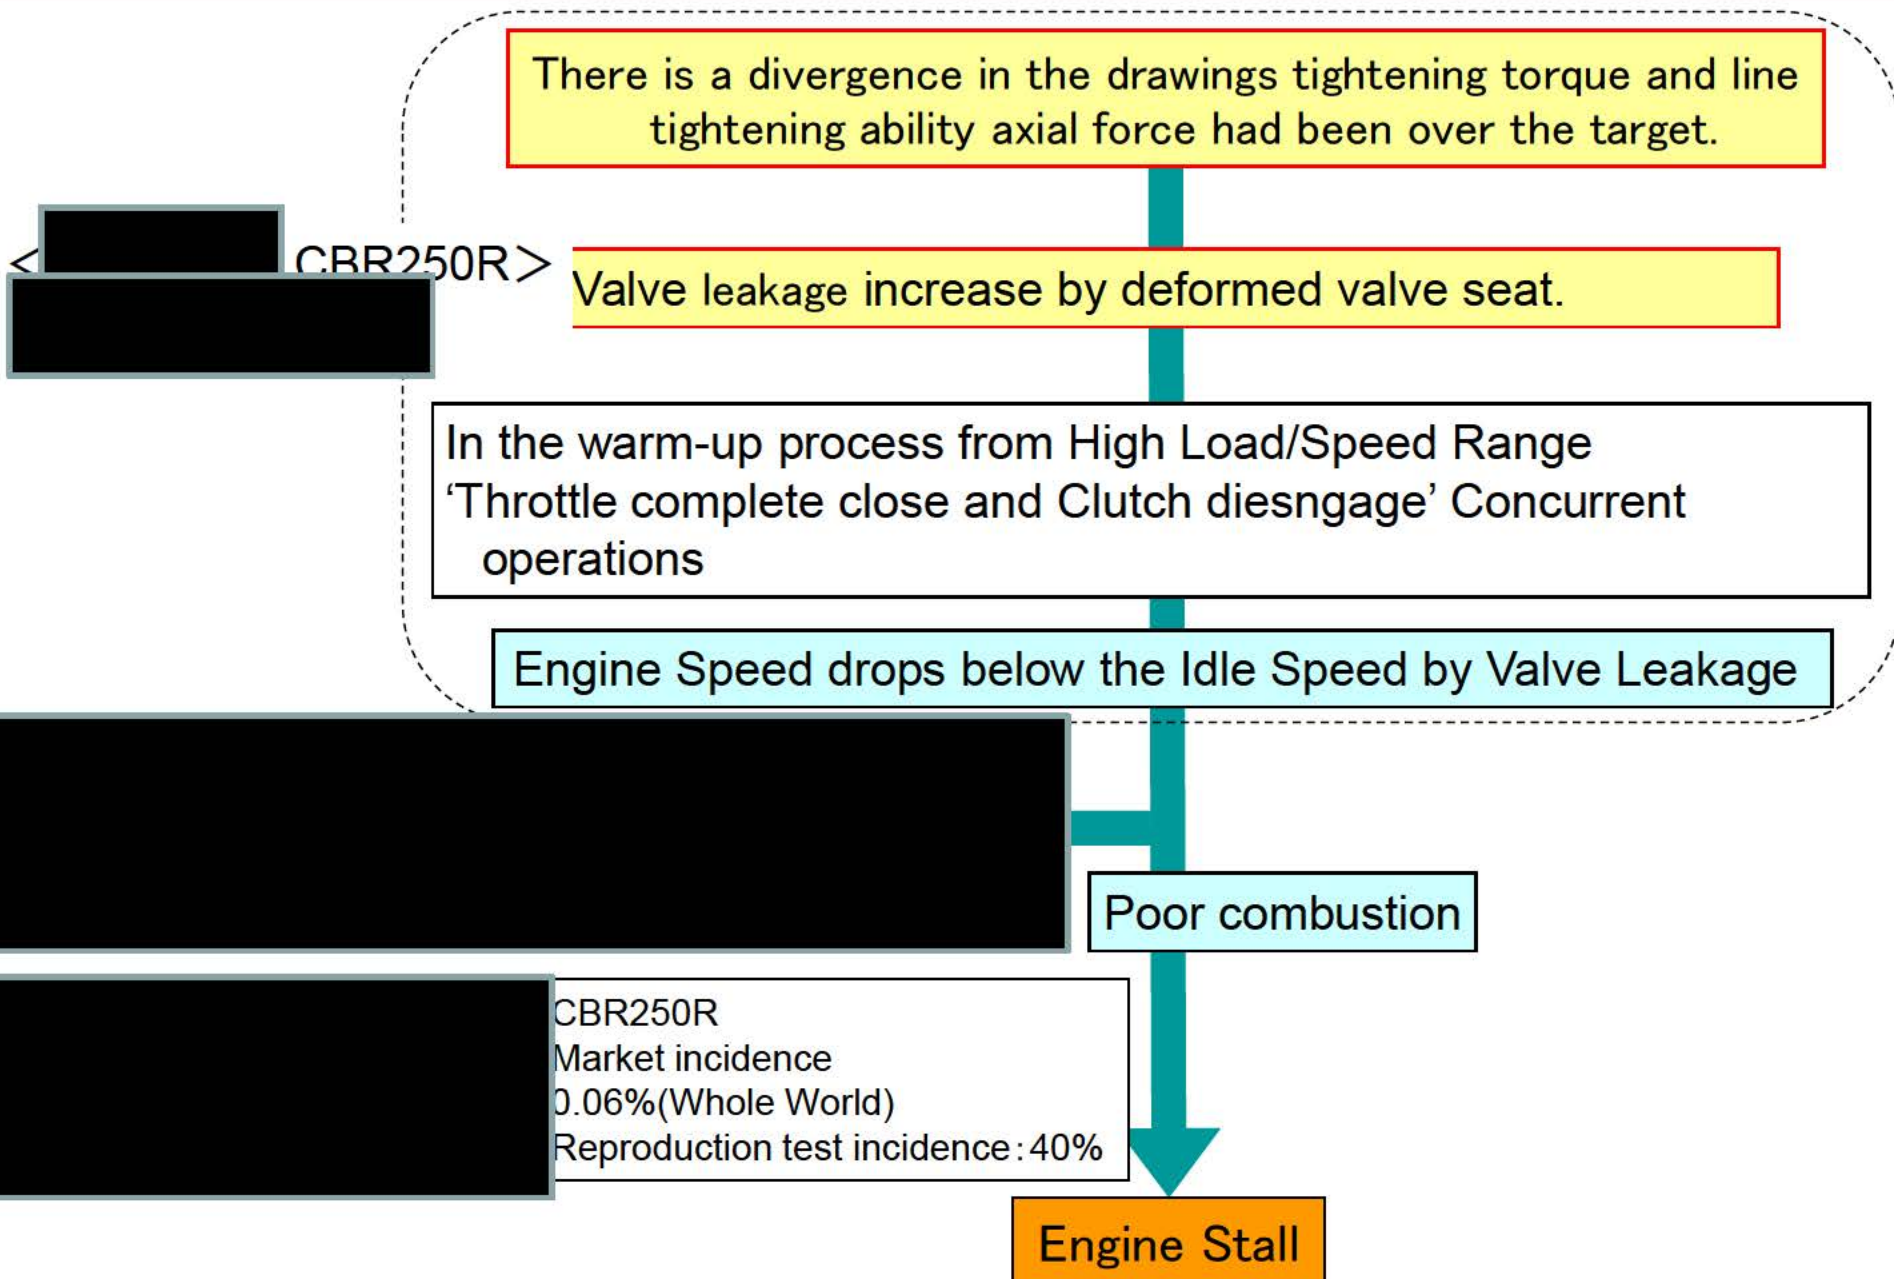 There is a divergence in the drawings tightening torque and line
tightening ability axial force had been over the target.
< CBR250R>
Valve leakage increase by deformed valve seat.
In the warm-up process from High Load/Speed Range
‘Throttle complete close and Clutch diesngage’ Concurrent
operations
Engine Speed drops below the Idle Speed by Valve Leakage
Poor combustion
CBR250R
Market incidence
0.06%(Whole World)
Reproduction test incidence:40%
Engine Stall